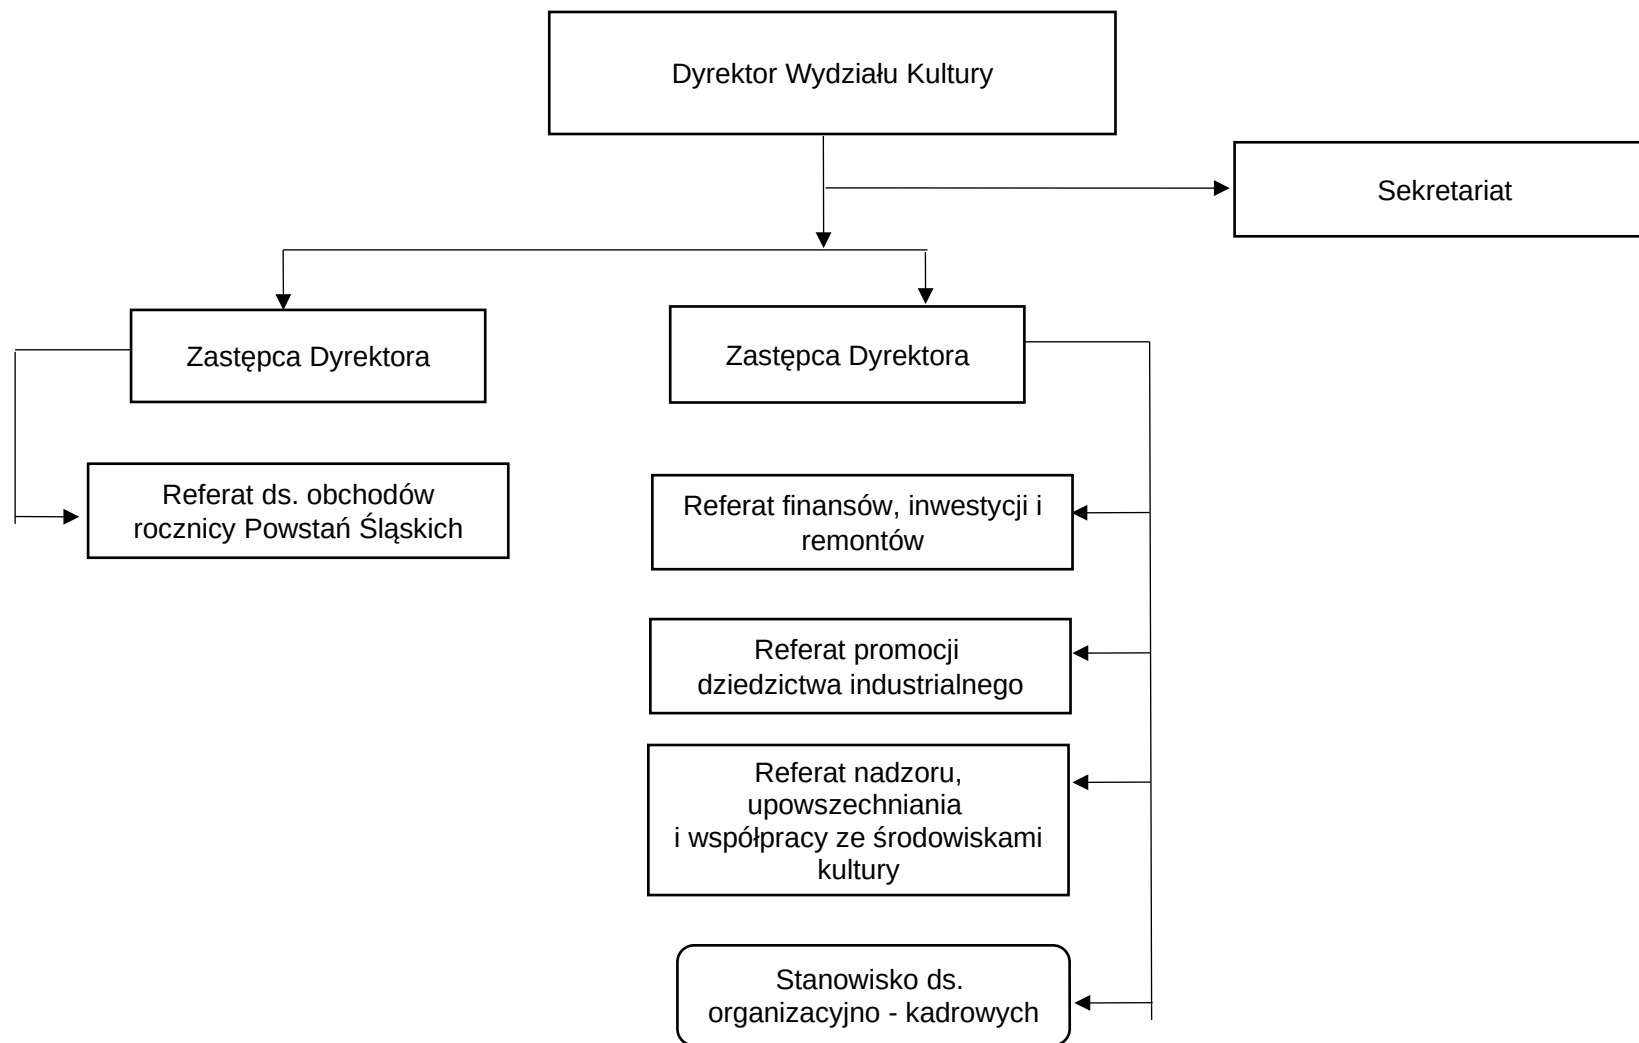 Dyrektor Wydziału Kultury
Sekretariat
Zastępca Dyrektora
Zastępca Dyrektora
Referat ds. obchodów
rocznicy Powstań Śląskich
Referat finansów, inwestycji i
remontów
Referat promocji
dziedzictwa industrialnego
Referat nadzoru,
upowszechniania
i współpracy ze środowiskami
kultury
Stanowisko ds.
organizacyjno - kadrowych